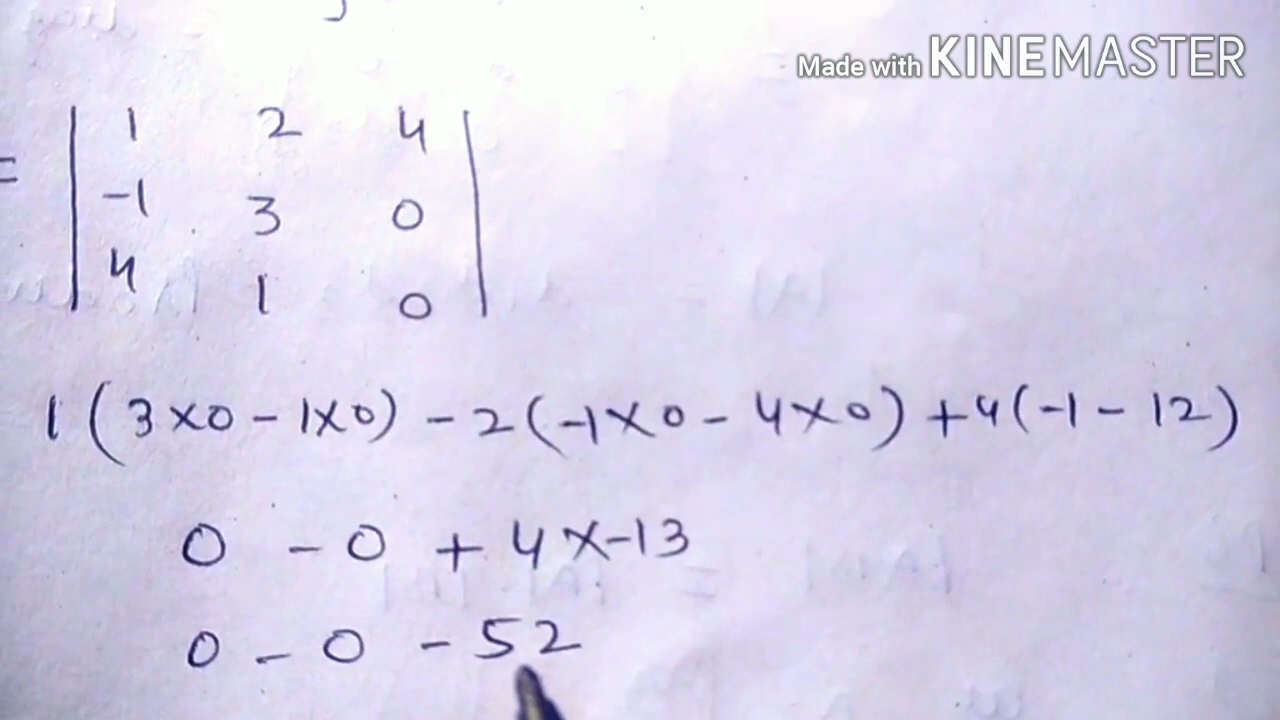 Made with KINEMASTER
= | 1 2 4 |
| -1 3 0 |
| 4 1 0 |
1 ( 3 × 0 - 1 × 0 ) - 2 ( -1 × 0 - 4 × 0 ) + 4 ( -1 - 12 )
0 - 0 + 4 × -13
0 - 0 - 52